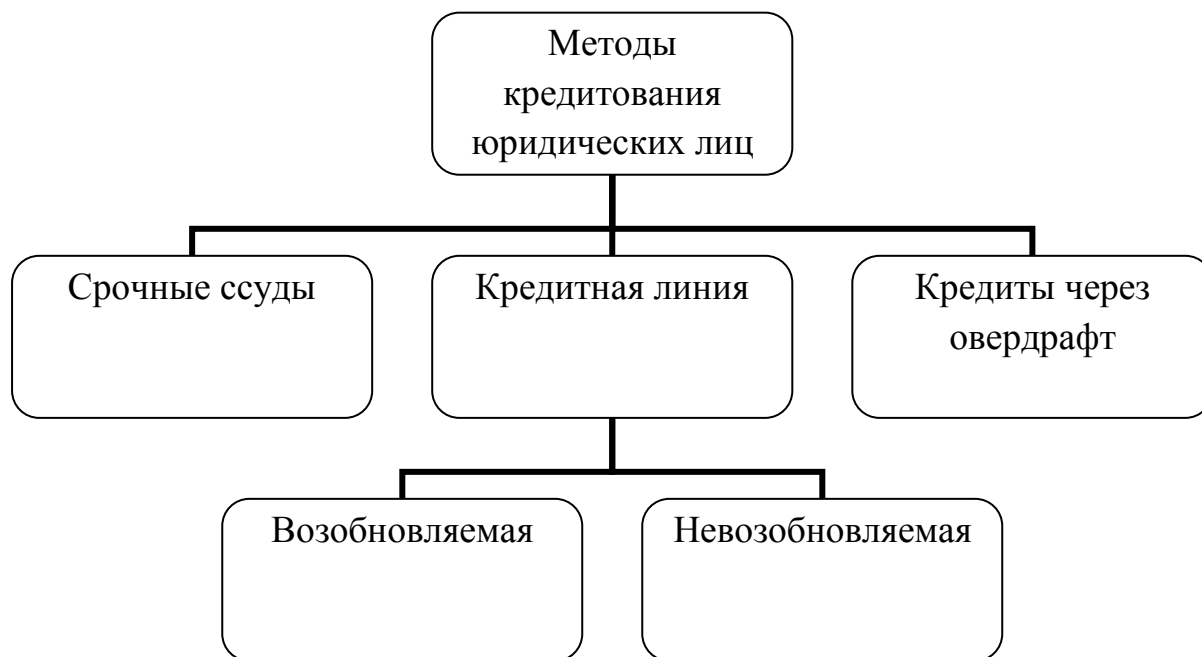 Методы
кредитования
юридических лиц
Срочные ссуды
Кредитная линия
Кредиты через
овердрафт
Возобновляемая
Невозобновляемая